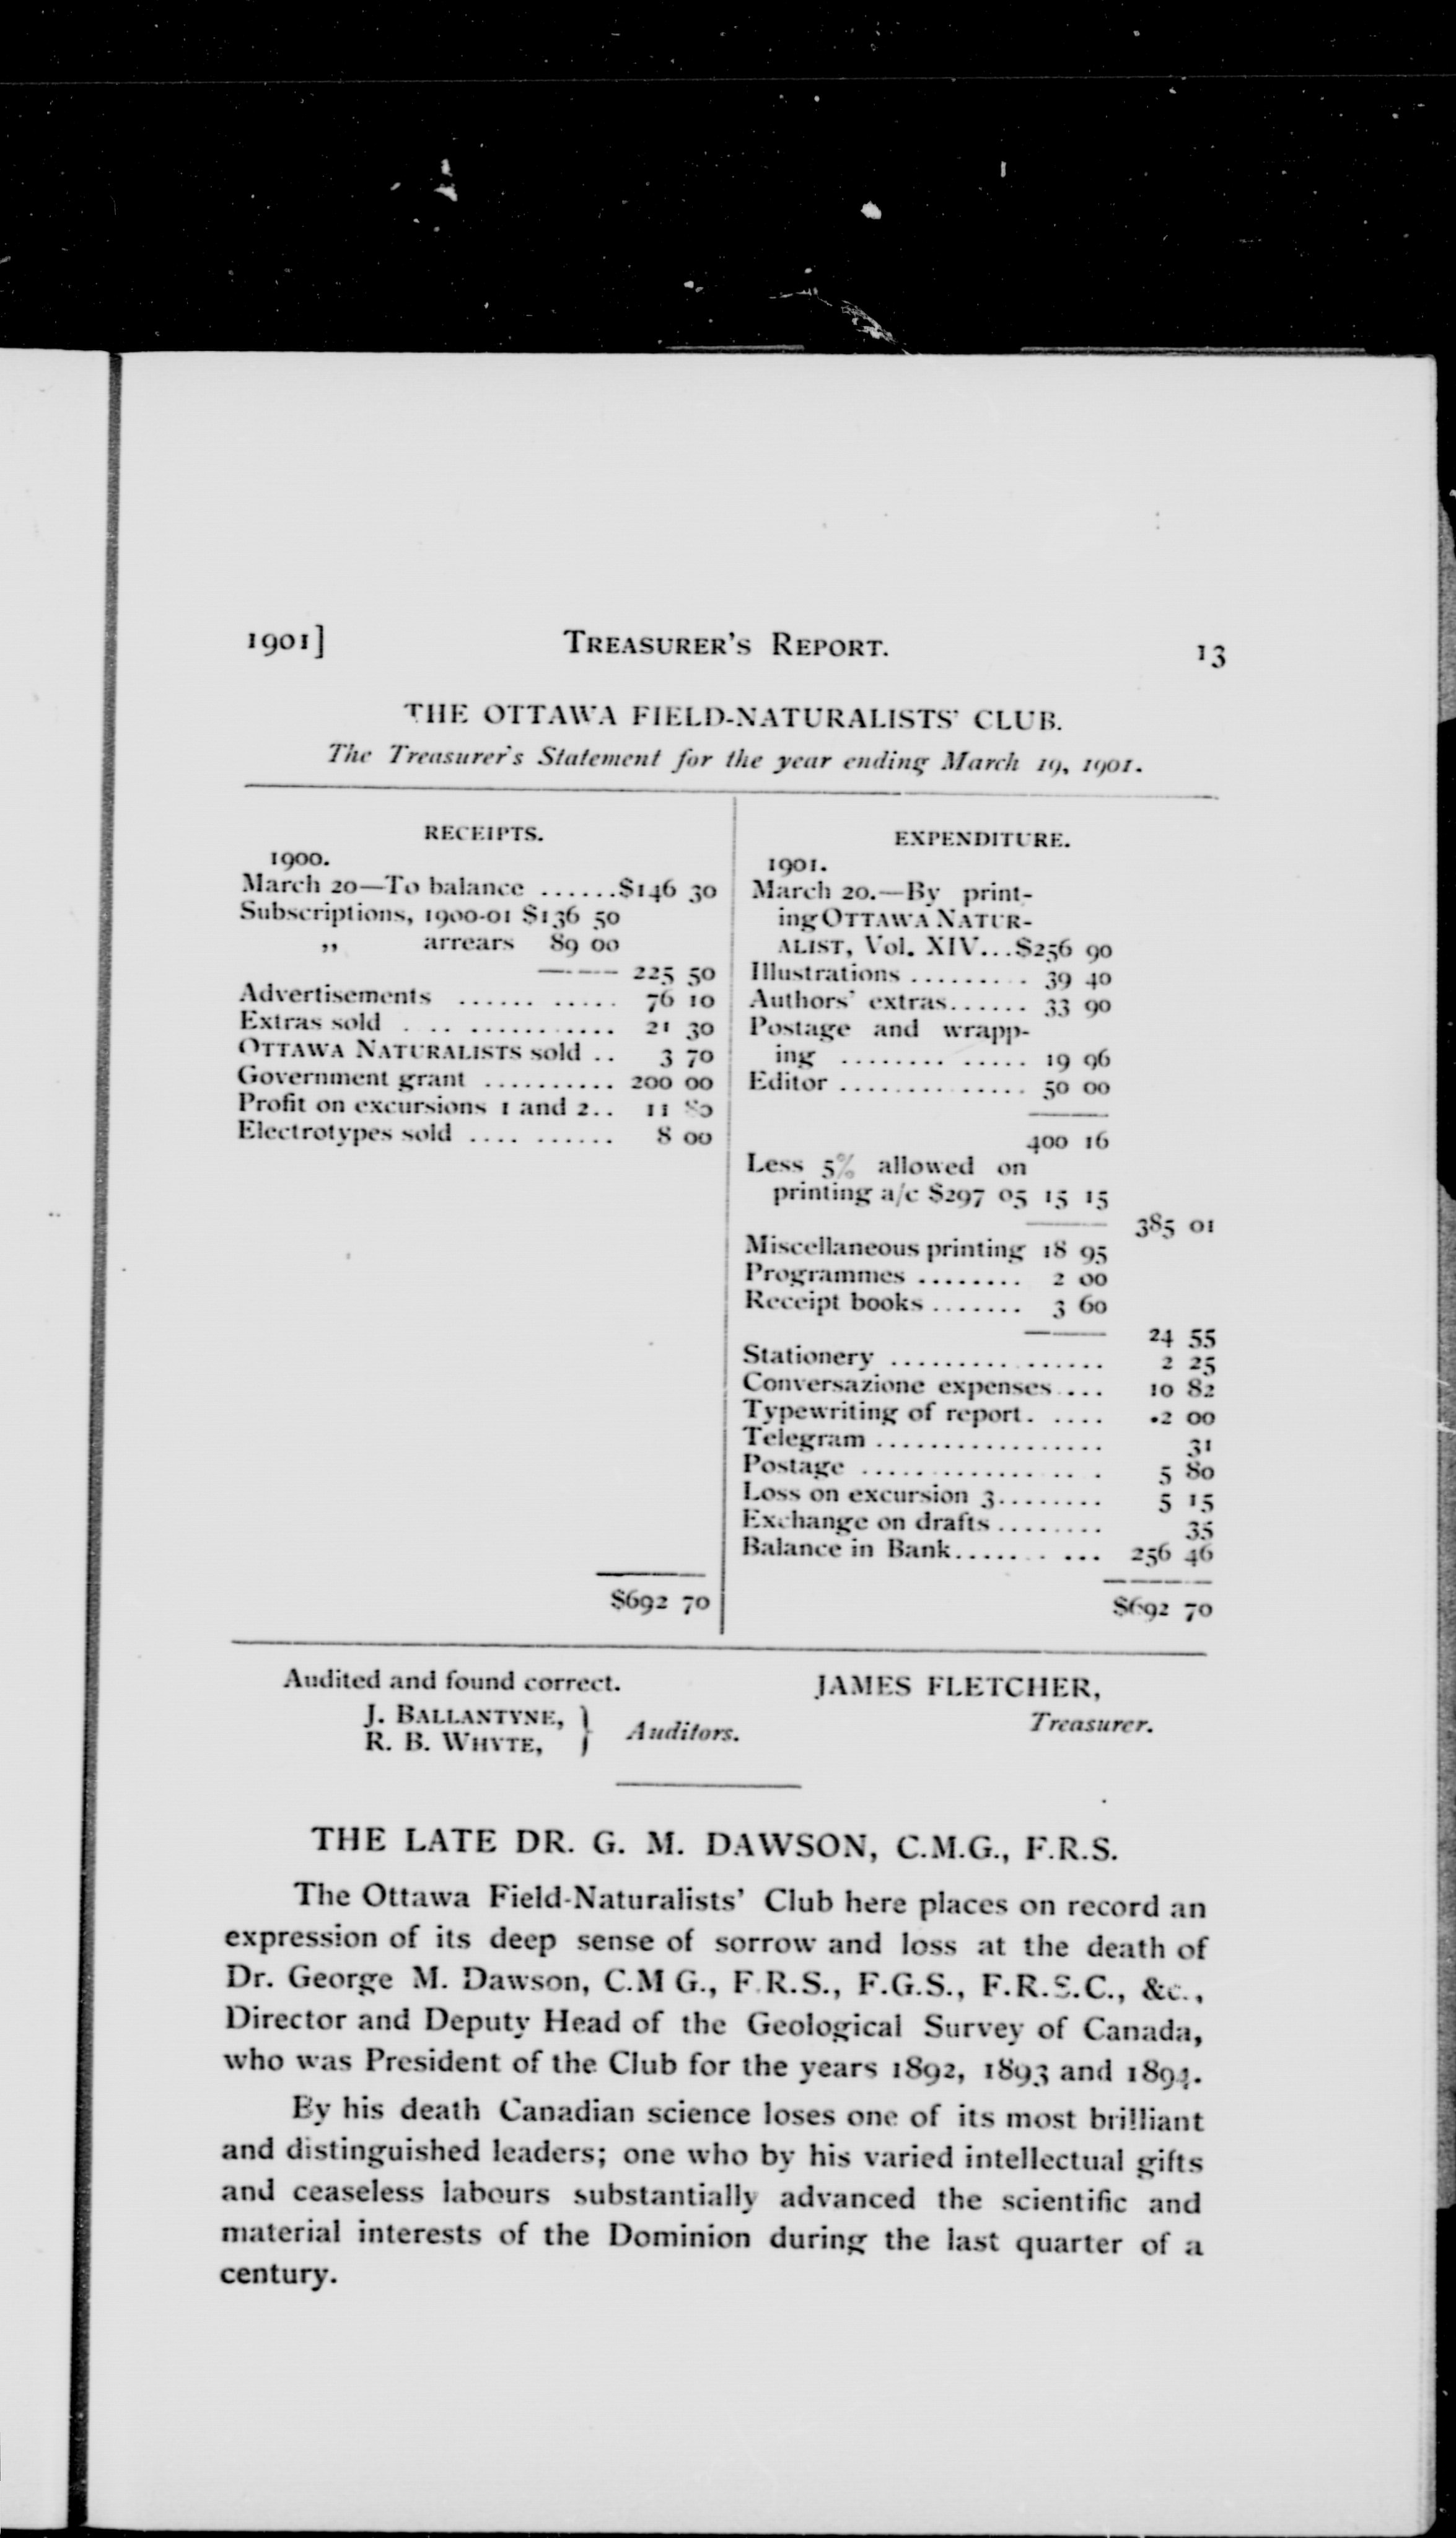 1901] TREASURER'S REPORT. 13
THE OTTAWA FIELD-NATURALISTS' CLUB.
The Treasurer's Statement for the year ending March 19, 1901.
RECEIPTS.
1900.
March 20—To balance ......$146 30
Subscriptions, 1900-01 $136 50
„ arrears 89 00
——— 225 50
Advertisements ...... ..... 76 10
Extras sold . .. ........... 21 30
OTTAWA NATURALISTS sold .. 3 70
Government grant .......... 200 00
Profit on excursions 1 and 2.. 11 80
Electrotypes sold .... ...... 8 00
$692 70
EXPENDITURE.
1901.
March 20.—By print-
ing OTTAWA NATUR-
ALIST, Vol. XIV...$256 90
Illustrations ......... . 39 40
Authors' extras...... 33 90
Postage and wrapp-
ing ........ ..... 19 96
Editor .............. 50 00
400 16
Less 5% allowed on
printing a/c $297 05 15 15
385 01
Miscellaneous printing 18 95
Programmes ........ 2 00
Receipt books ....... 3 60
24 55
Stationery ................ 2 25
Conversazione expenses .... 10 82
Typewriting of report. .... 2 00
Telegram ................. 31
Postage .................. 5 80
Loss on excursion 3........ 5 15
Exchange on drafts ........ 35
Balance in Bank....... ... 256 46
$692 70
Audited and found correct.
J. BALLANTYNE,
R. B. WHYTE, } Auditors.
JAMES FLETCHER,
Treasurer.
THE LATE DR. G. M. DAWSON, C.M.G., F.R.S.
The Ottawa Field-Naturalists' Club here places on record an
expression of its deep sense of sorrow and loss at the death of
Dr. George M. Dawson, C.M G., F.R.S., F.G.S., F.R.S.C., &c.,
Director and Deputy Head of the Geological Survey of Canada,
who was President of the Club for the years 1892, 1893 and 1894.
By his death Canadian science loses one of its most brilliant
and distinguished leaders; one who by his varied intellectual gifts
and ceaseless labours substantially advanced the scientific and
material interests of the Dominion during the last quarter of a
century.